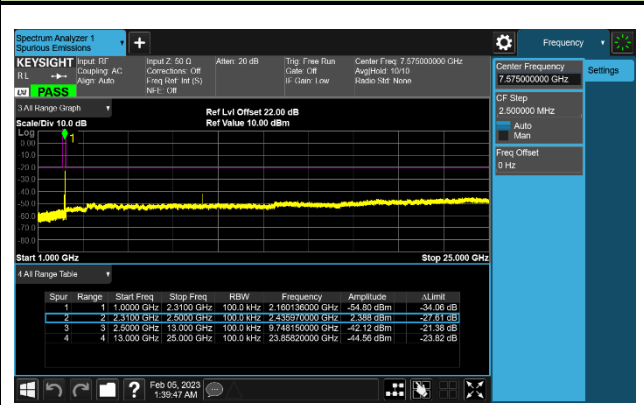 Spectrum Analyzer 1
Spurious Emissions
+
Frequency
KEYSIGHT
RL
Input: RF
Coupling: AC
Align: Auto
Input Z: 50 Ω
Corrections: Off
Freq Ref: Int (S)
NFE: Off
Atten: 20 dB
Trig: Free Run
Gate: Off
IF Gain: Low
Center Freq: 7.575000000 GHz
Avg|Hold: 10/10
Radio Std: None
PASS
Center Frequency
7.575000000 GHz
Settings
CF Step
2.500000 MHz
Auto
Man
Freq Offset
0 Hz
3 All Range Graph
Ref Lvl Offset 22.00 dB
Scale/Div 10.0 dB
Ref Value 10.00 dBm
Log
1
0.00
-10.0
-20.0
-30.0
-40.0
-50.0
-60.0
-70.0
-80.0
Start 1.000 GHz
Stop 25.000 GHz
4 All Range Table
Spur Range Start Freq Stop Freq RBW Frequency Amplitude ΔLimit
1 1 1.0000 GHz 2.3100 GHz 100.0 kHz 2.160136000 GHz -54.80 dBm -34.06 dB
2 2 2.3100 GHz 2.5000 GHz 100.0 kHz 2.435970000 GHz 2.388 dBm -27.61 dB
3 3 2.5000 GHz 13.000 GHz 100.0 kHz 9.748150000 GHz -42.12 dBm -21.38 dB
4 4 13.000 GHz 25.000 GHz 100.0 kHz 23.85820000 GHz -44.56 dBm -23.82 dB
?
Feb 05, 2023
1:39:47 AM